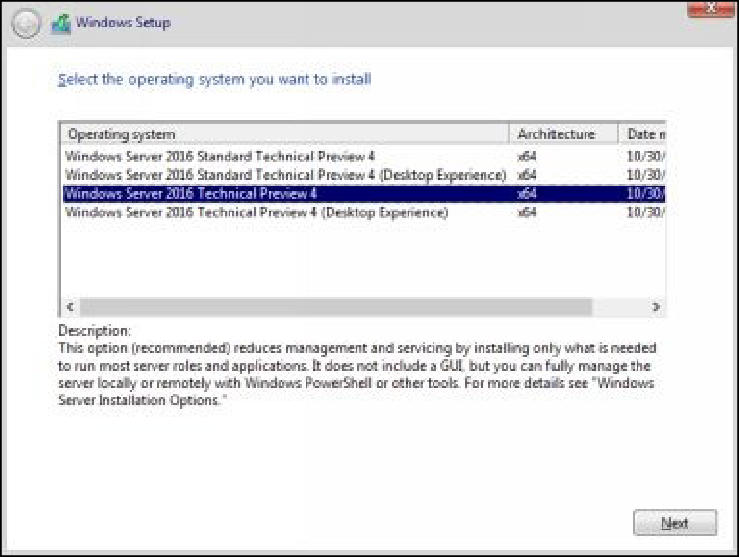 Windows Setup
Select the operating system you want to install
Operating system Architecture Date m
Windows Server 2016 Standard Technical Preview 4 x64 10/30/
Windows Server 2016 Standard Technical Preview 4 (Desktop Experience) x64 10/30/
Windows Server 2016 Technical Preview 4 x64 10/30/
Windows Server 2016 Technical Preview 4 (Desktop Experience) x64 10/30/
Description:
This option (recommended) reduces management and servicing by installing only what is needed
to run most server roles and applications. It does not include a GUI, but you can fully manage the
server locally or remotely with Windows PowerShell or other tools. For more details see "Windows
Server Installation Options."
Next